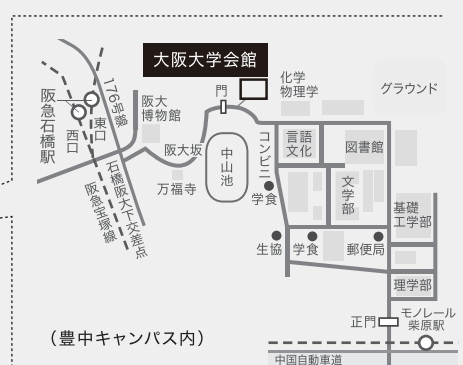 大阪大学会館
176号線
阪急石橋駅
西口
東口
阪大
博物館
門
化学
物理学
グラウンド
阪大坂
中山池
コンビニ
言語
文化
図書館
万福寺
学食
文学部
石橋阪大下交差点
阪急宝塚線
基礎
工学部
生協
学食
郵便局
理学部
正門
モノレール
柴原駅
（豊中キャンパス内）
中国自動車道